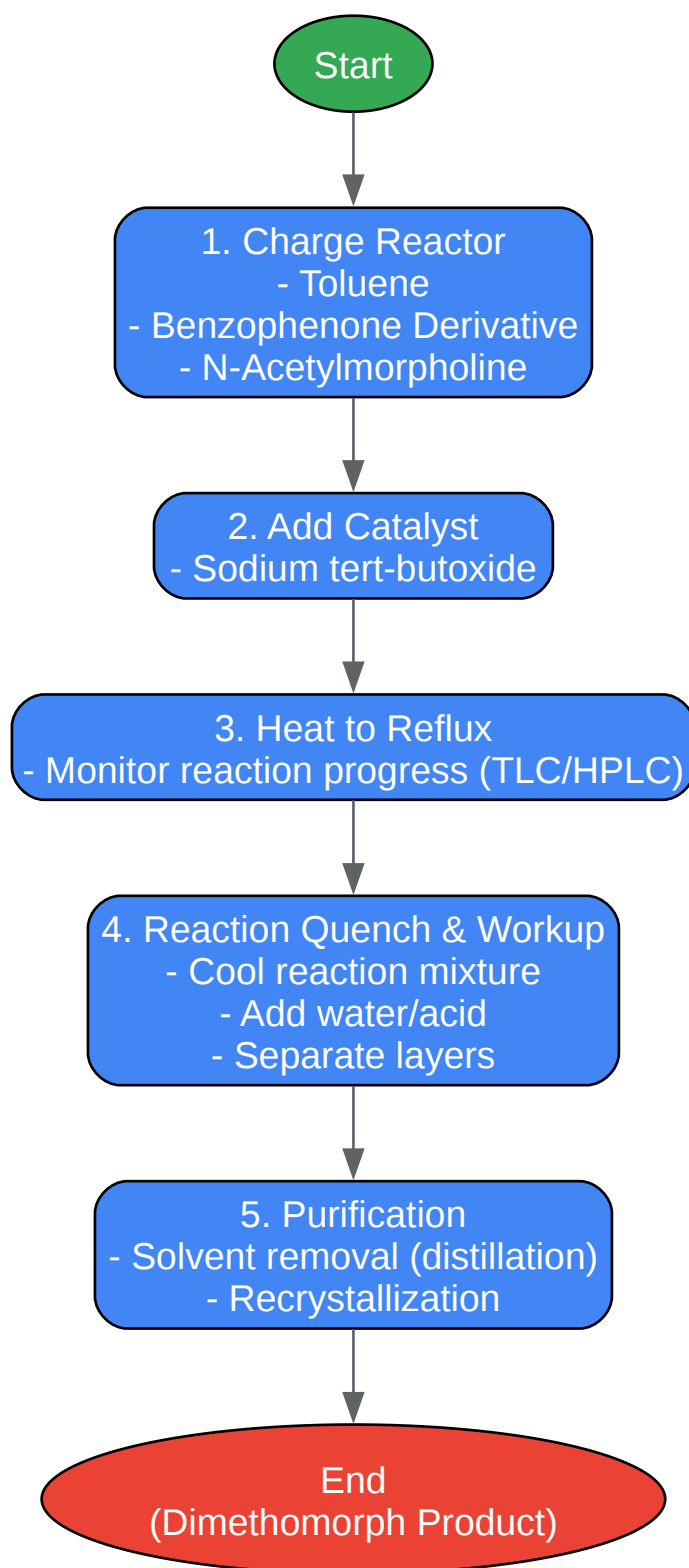 Start
1. Charge Reactor
- Toluene
- Benzophenone Derivative
- N-Acetylmorpholine
2. Add Catalyst
- Sodium tert-butoxide
3. Heat to Reflux
- Monitor reaction progress (TLC/HPLC)
4. Reaction Quench & Workup
- Cool reaction mixture
- Add water/acid
- Separate layers
5. Purification
- Solvent removal (distillation)
- Recrystallization
End
(Dimethomorph Product)